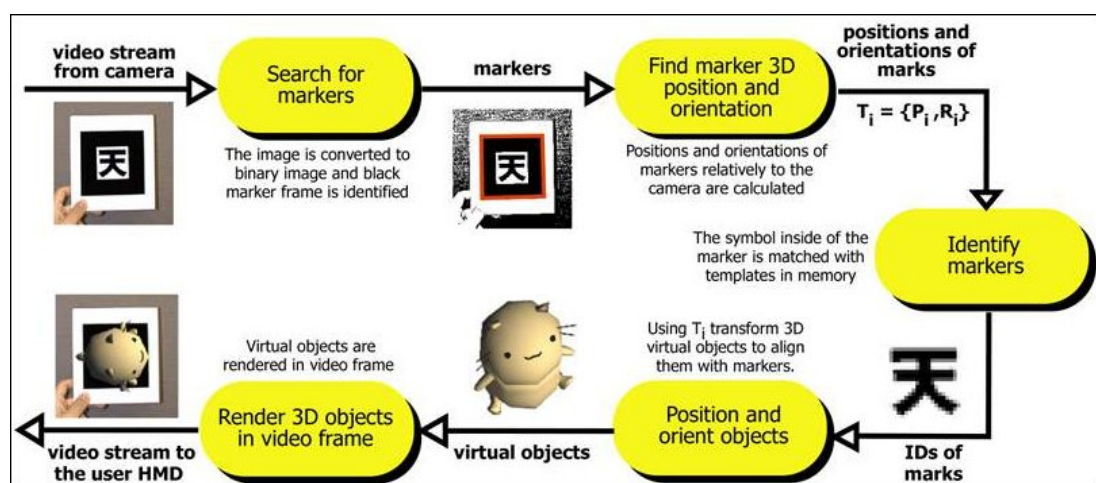 video stream
from camera
Search for
markers
markers
Find marker 3D
position and
orientation
positions and
orientations of
marks
T_i = {P_i ,R_i}
天
The image is converted to
binary image and black
marker frame is identified
天
Positions and orientations of
markers relatively to the
camera are calculated
The symbol inside of the
marker is matched with
templates in memory
Identify
markers
Virtual objects are
rendered in video frame
Using T_i transform 3D
virtual objects to align
them with markers.
天
Render 3D objects
in video frame
Position and
orient objects
video stream to
the user HMD
virtual objects
IDs of
marks